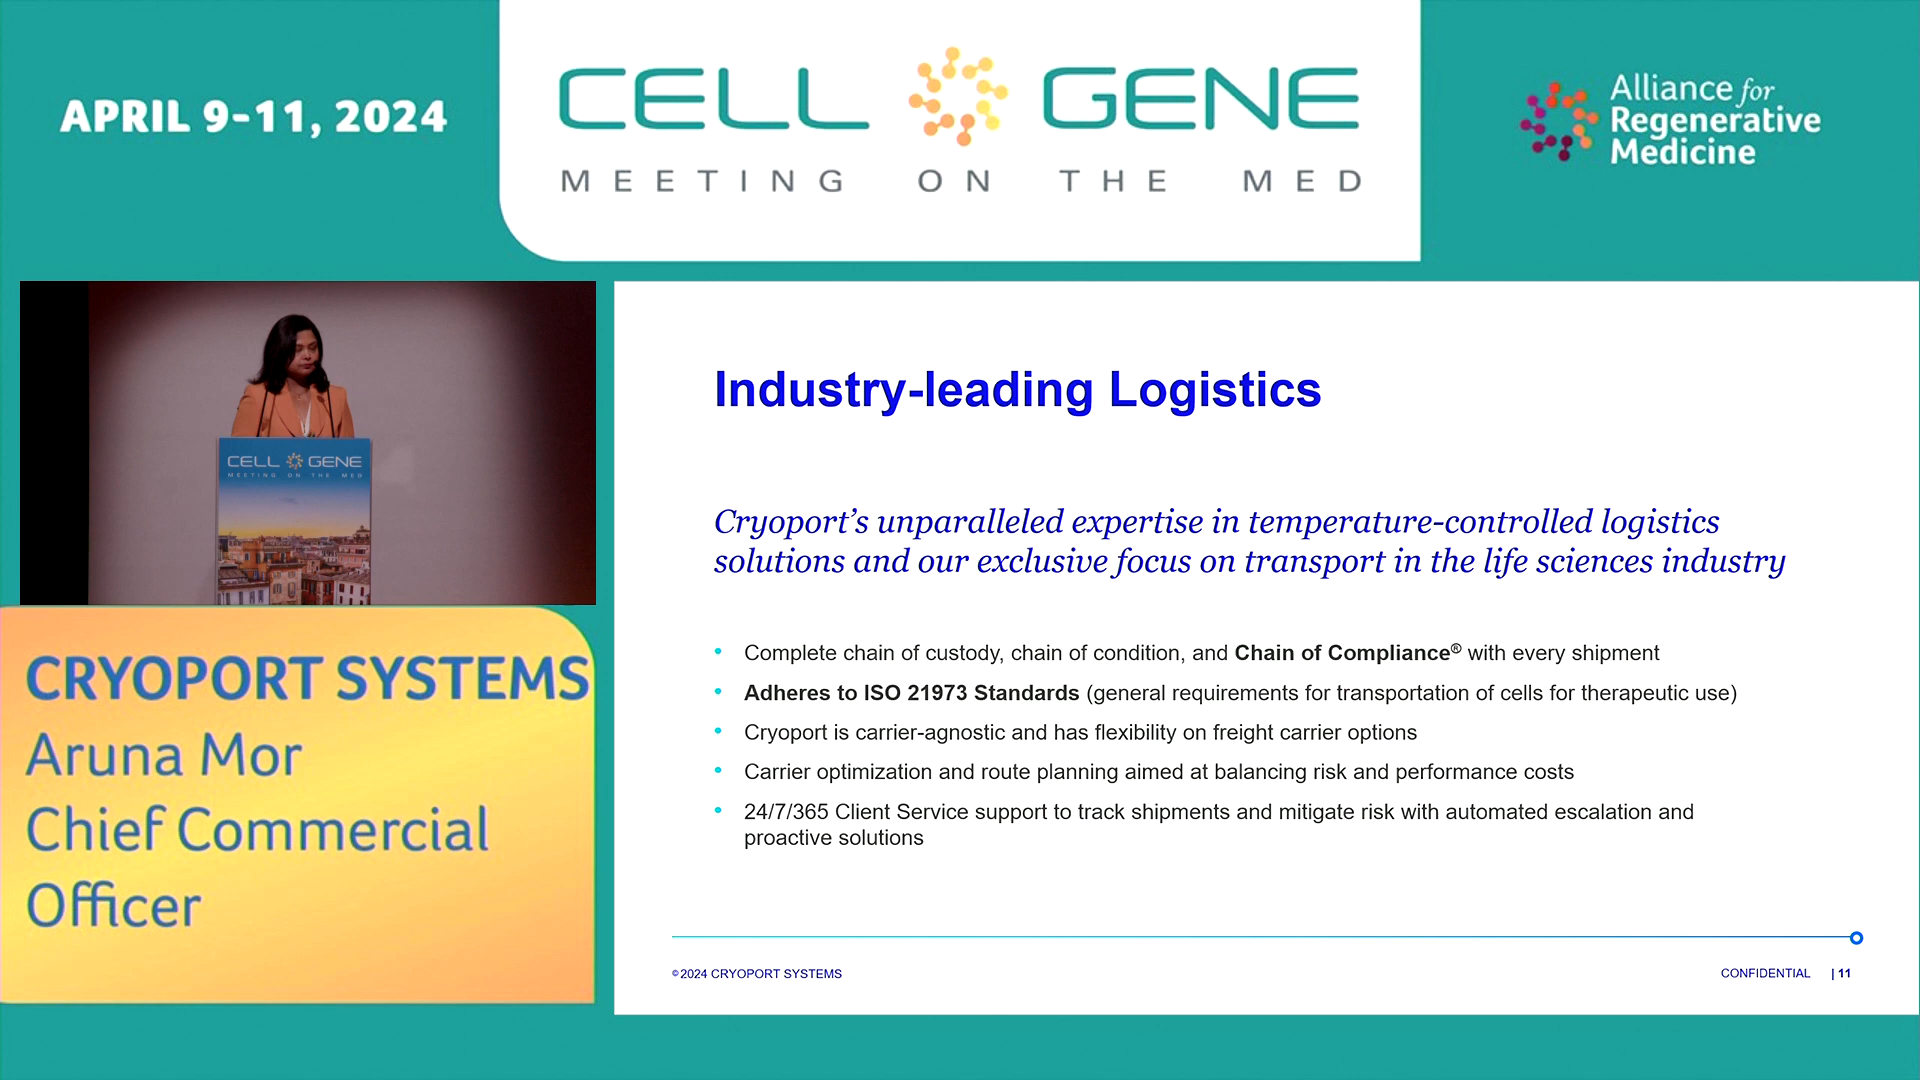 APRIL 9-11, 2024
CELL GENE
MEETING ON THE MED
Alliance for
Regenerative
Medicine
CELL GENE
MEETING ON THE MED
CRYOPORT SYSTEMS
Aruna Mor
Chief Commercial
Officer
Industry-leading Logistics
Cryoport’s unparalleled expertise in temperature-controlled logistics
solutions and our exclusive focus on transport in the life sciences industry
• Complete chain of custody, chain of condition, and Chain of Compliance® with every shipment
• Adheres to ISO 21973 Standards (general requirements for transportation of cells for therapeutic use)
• Cryoport is carrier-agnostic and has flexibility on freight carrier options
• Carrier optimization and route planning aimed at balancing risk and performance costs
• 24/7/365 Client Service support to track shipments and mitigate risk with automated escalation and
proactive solutions
© 2024 CRYOPORT SYSTEMS
CONFIDENTIAL | 11